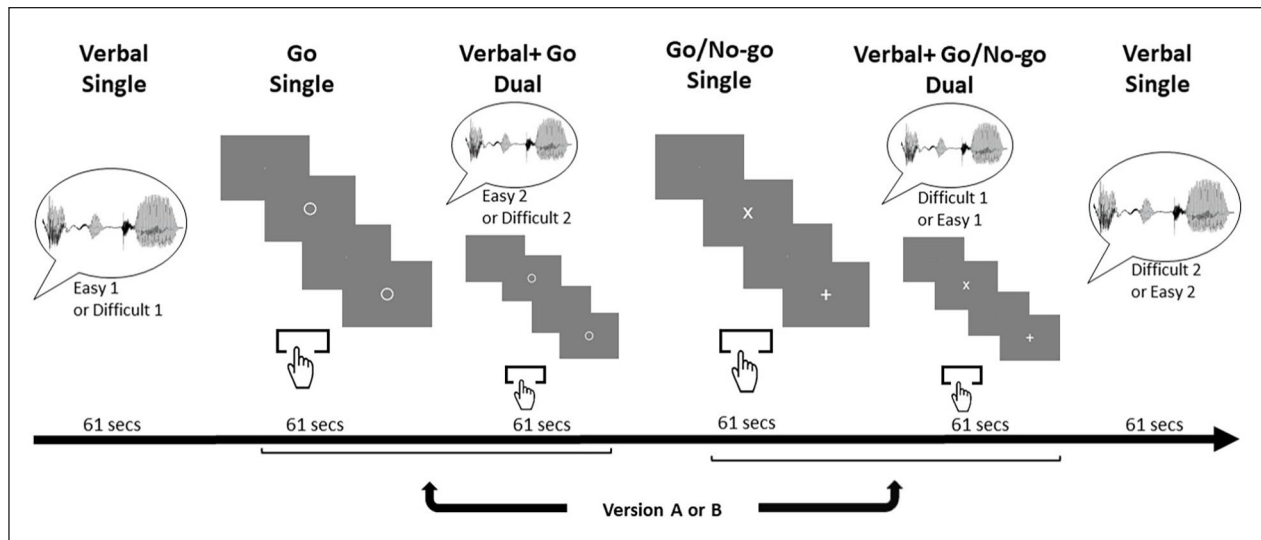 Verbal
Single
Go
Single
Verbal+ Go
Dual
Go/No-go
Single
Verbal+ Go/No-go
Dual
Verbal
Single
Easy 1
or Difficult 1
Easy 2
or Difficult 2
x
+
Difficult 1
or Easy 1
x
+
Difficult 2
or Easy 2
61 secs
61 secs
61 secs
61 secs
61 secs
61 secs
Version A or B